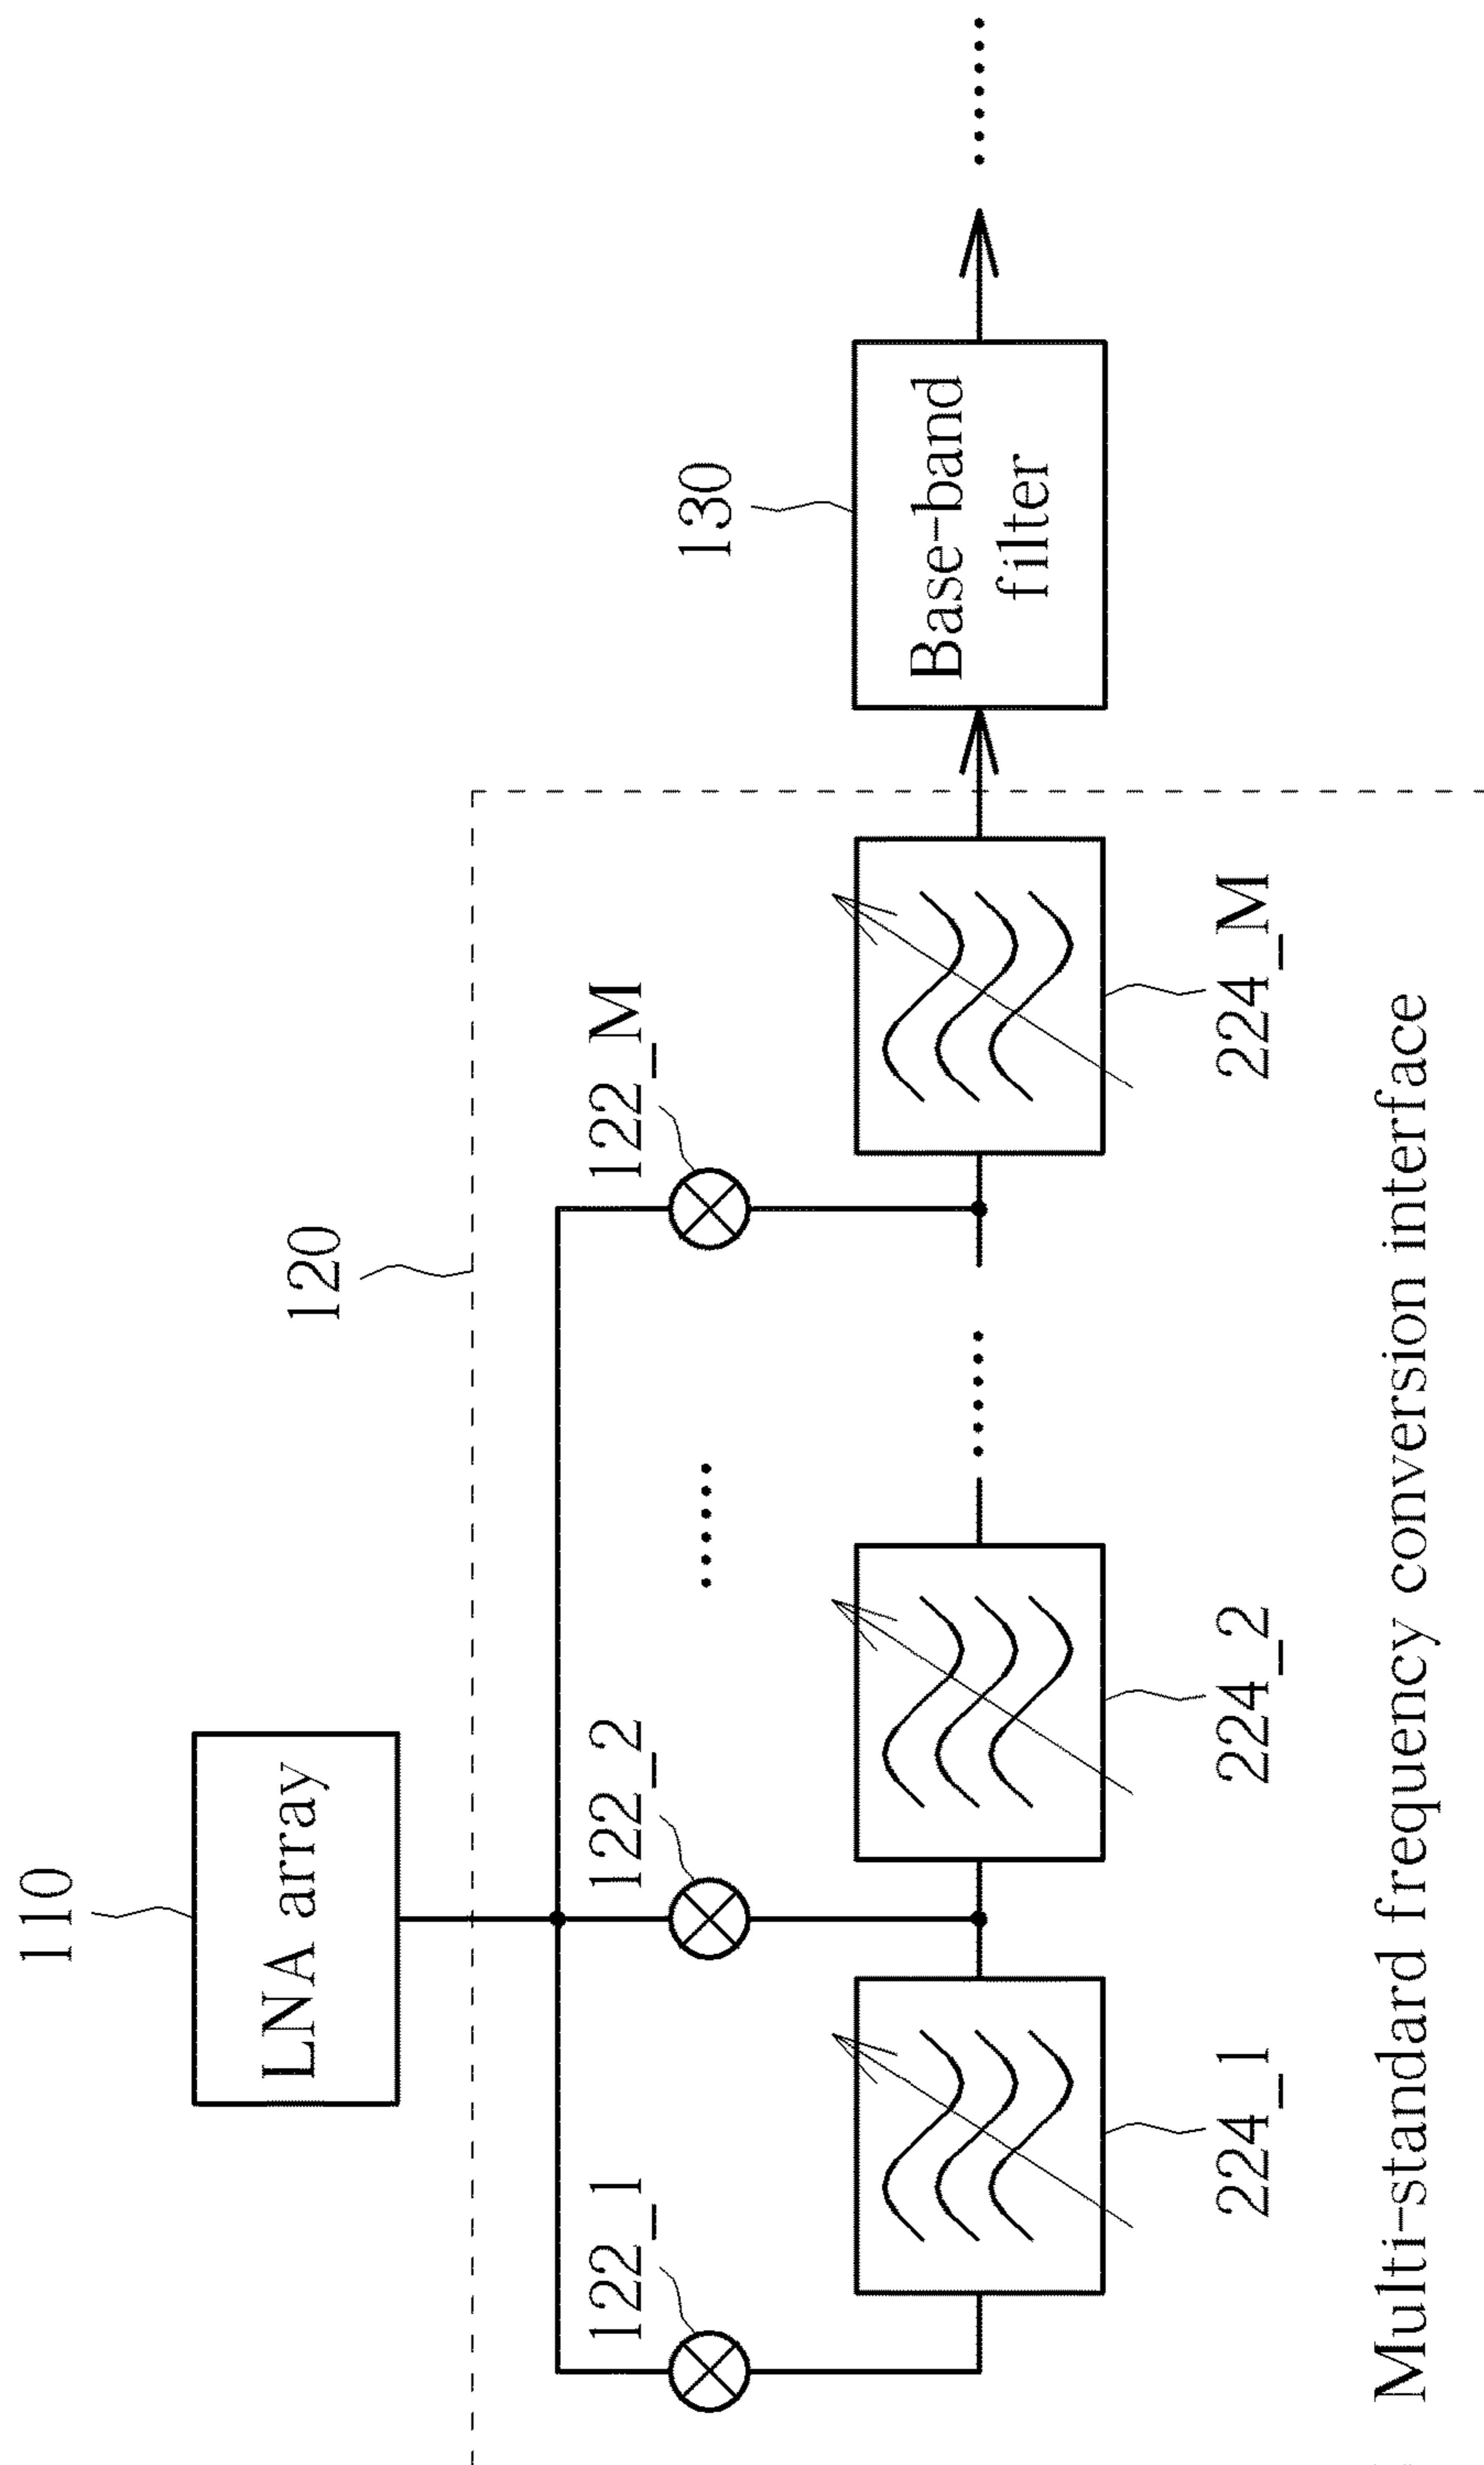 110
LNA array
120
122_1
122_2
122_M
130
Base-band
filter
224_1
224_2
224_M
Multi-standard frequency conversion interface